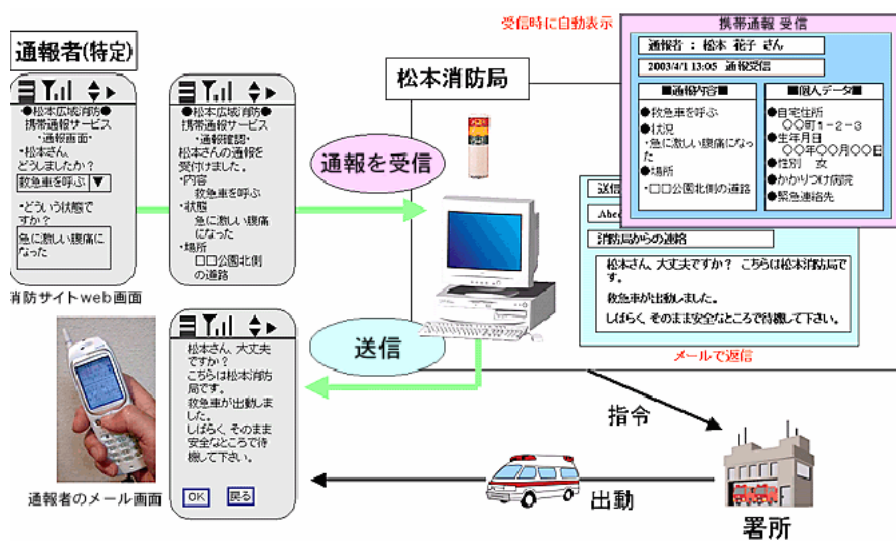 受信時に自動表示
携帯通報 受信
通報者 : 松本 花子 さん
2003/4/1 13:05 通報受信
■通報内容■
●救急車を呼ぶ
●状況
・急に激しい腹痛になっ
た
●場所
・□□公園北側の道路
■個人データ■
●自宅住所
○○町1-2-3
●生年月日
○○年○○月○○日
●性別 女
●かかりつけ病院
●緊急連絡先
通報者(特定)
●松本広域消防●
携帯通報サービス
・通報画面・
・松本さん、
どうしましたか?
救急車を呼ぶ▼
・どういう状態で
すか?
急に激しい腹痛に
なった
消防サイトweb画面
●松本広域消防●
携帯通報サービス
・通報確認・
松本さんの通報を
受付けました。
・内容
救急車を呼ぶ
・状態
急に激しい腹痛
になった
・場所
□□公園北側
の道路
通報を受信
松本消防局
送信
Abc
消防局からの連絡
松本さん、大丈夫ですか? こちらは松本消防局で
す。
救急車が出動しました。
しばらく、そのまま安全なところで待機して下さい。
メールで返信
送信
松本さん、大丈夫
ですか?
こちらは松本消防
局です。
救急車が出動しま
した。
しばらく、そのまま
安全なところで待
機して下さい。
OK 戻る
通報者のメール画面
指令
出動
署所